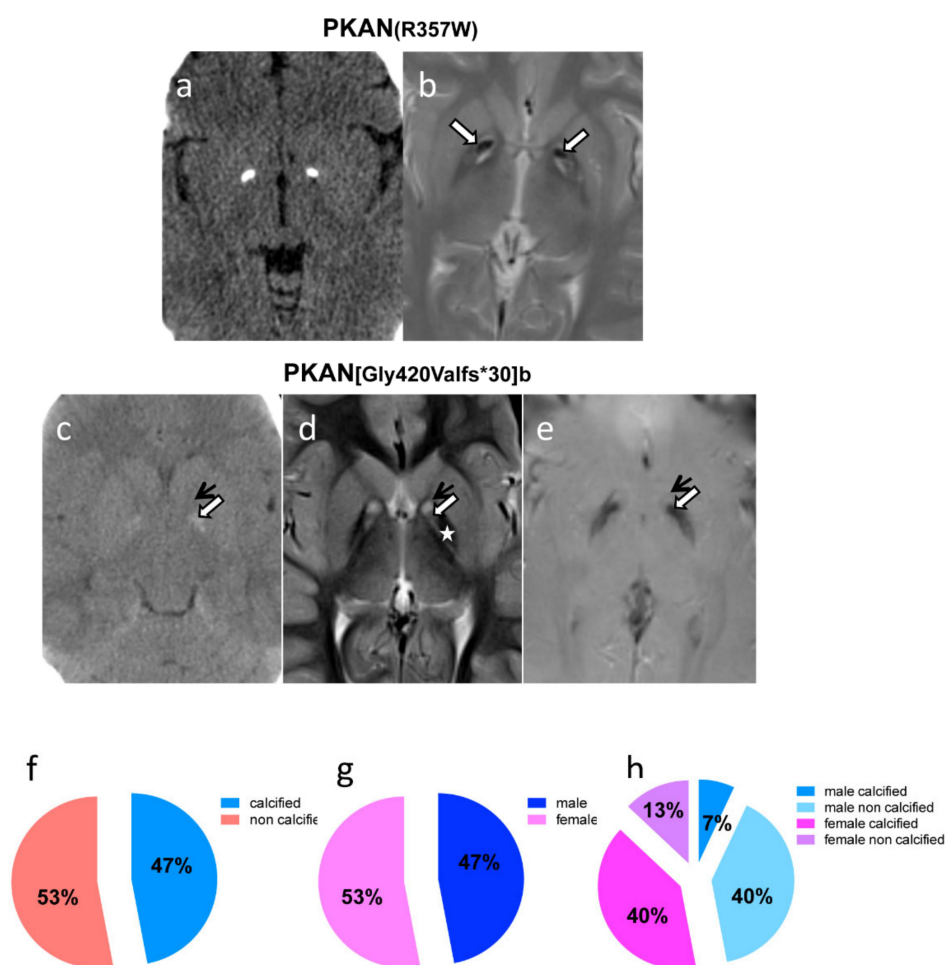 PKAN(R357W)
a
b
PKAN[Gly420Valfs*30]b
c
d
e
f
calcified
non calcifie
53%
47%
g
male
female
53%
47%
h
male calcified
male non calcified
female calcified
female non calcified
13%
7%
40%
40%